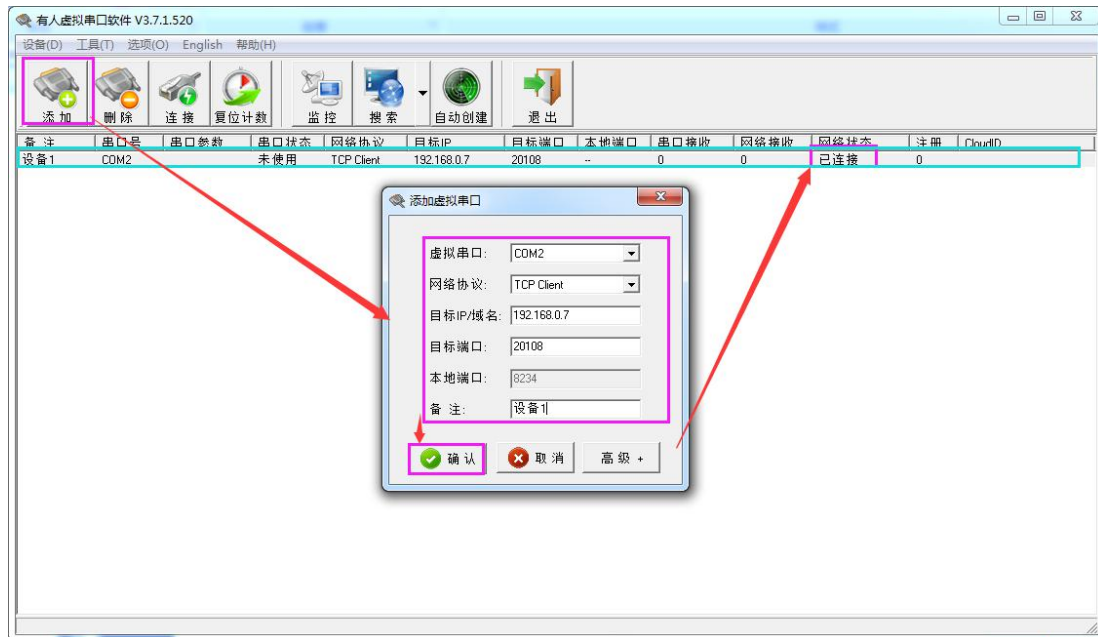 有人虚拟串口软件 V3.7.1.520
设备(D) 工具(T) 选项(O) English 帮助(H)
添加 删除 连接 复位计数 监控 搜索 自动创建 退出
备注 串口号 串口参数 串口状态 网络协议 目标IP 目标端口 本地端口 串口接收 网络接收 网络状态 注册 CloudID
设备1 COM2 未使用 TCP Client 192.168.0.7 20108 -- 0 0 已连接 0
添加虚拟串口
虚拟串口: COM2
网络协议: TCP Client
目标IP/域名: 192.168.0.7
目标端口: 20108
本地端口: 8234
备 注: 设备1
确认 取消 高级 +